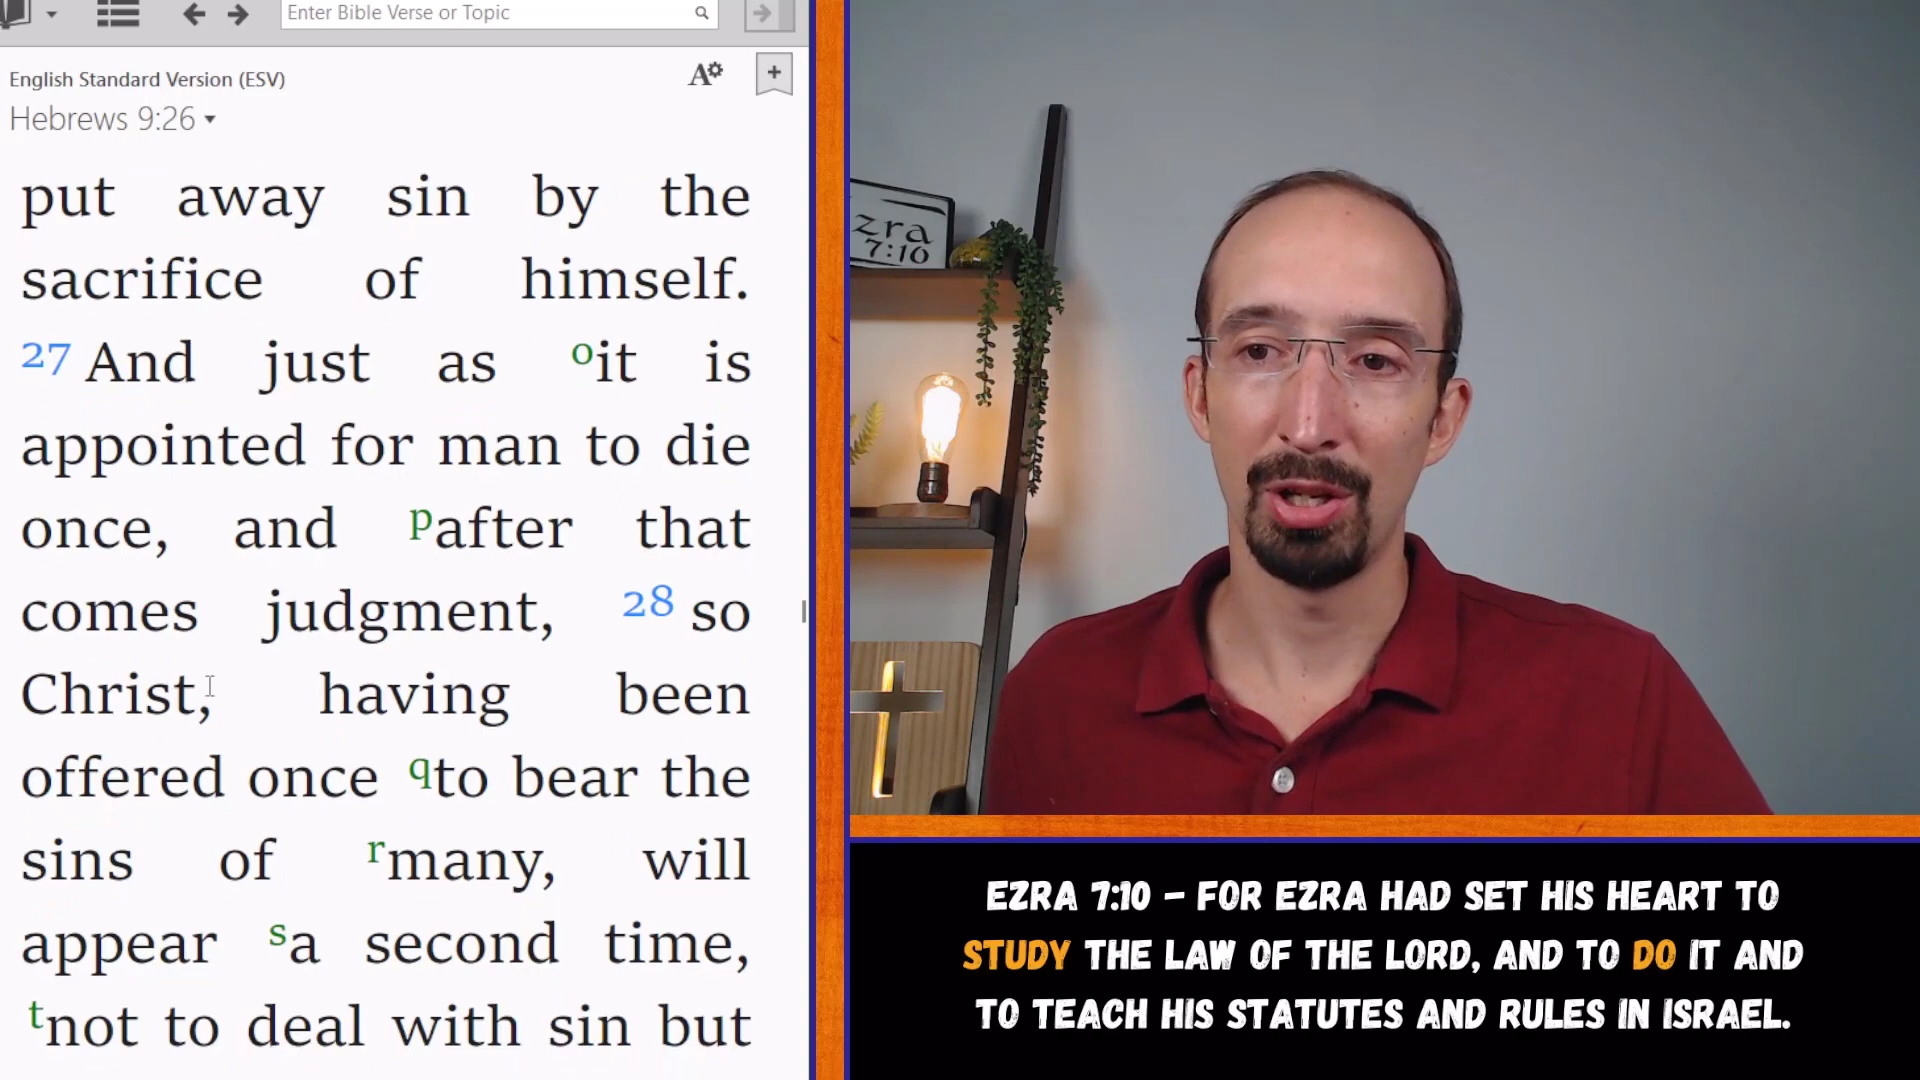 Enter Bible Verse or Topic
English Standard Version (ESV)
A
+
Hebrews 9:26
put away sin by the
sacrifice of himself.
27 And just as oit is
appointed for man to die
once, and pafter that
comes judgment, 28 so
Christ, having been
offered once qto bear the
sins of rmany, will
appear sa second time,
tnot to deal with sin but
zra
7:10
EZRA 7:10 – FOR EZRA HAD SET HIS HEART TO
STUDY THE LAW OF THE LORD, AND TO DO IT AND
TO TEACH HIS STATUTES AND RULES IN ISRAEL.